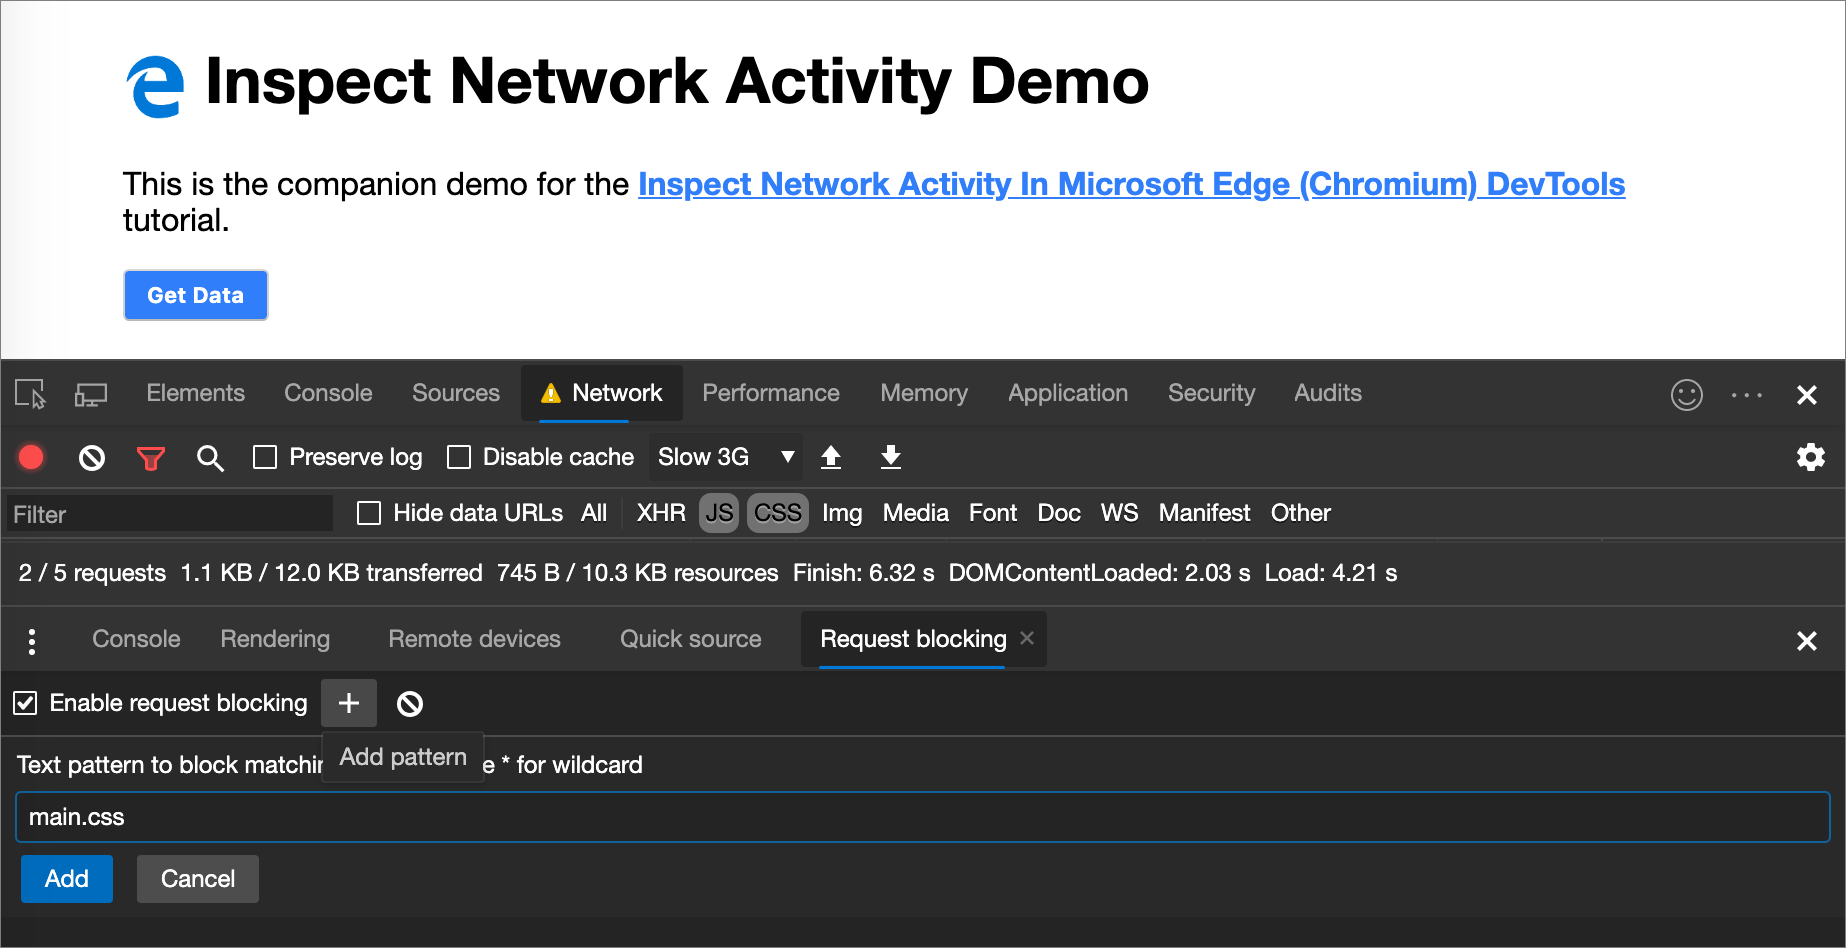 Inspect Network Activity Demo
This is the companion demo for the Inspect Network Activity In Microsoft Edge (Chromium) DevTools
tutorial.
Get Data
Elements Console Sources Network Performance Memory Application Security Audits
Preserve log Disable cache Slow 3G
Filter Hide data URLs All XHR JS CSS Img Media Font Doc WS Manifest Other
2 / 5 requests 1.1 KB / 12.0 KB transferred 745 B / 10.3 KB resources Finish: 6.32 s DOMContentLoaded: 2.03 s Load: 4.21 s
Console Rendering Remote devices Quick source Request blocking
Enable request blocking
Add pattern
Text pattern to block * for wildcard
main.css
Add Cancel